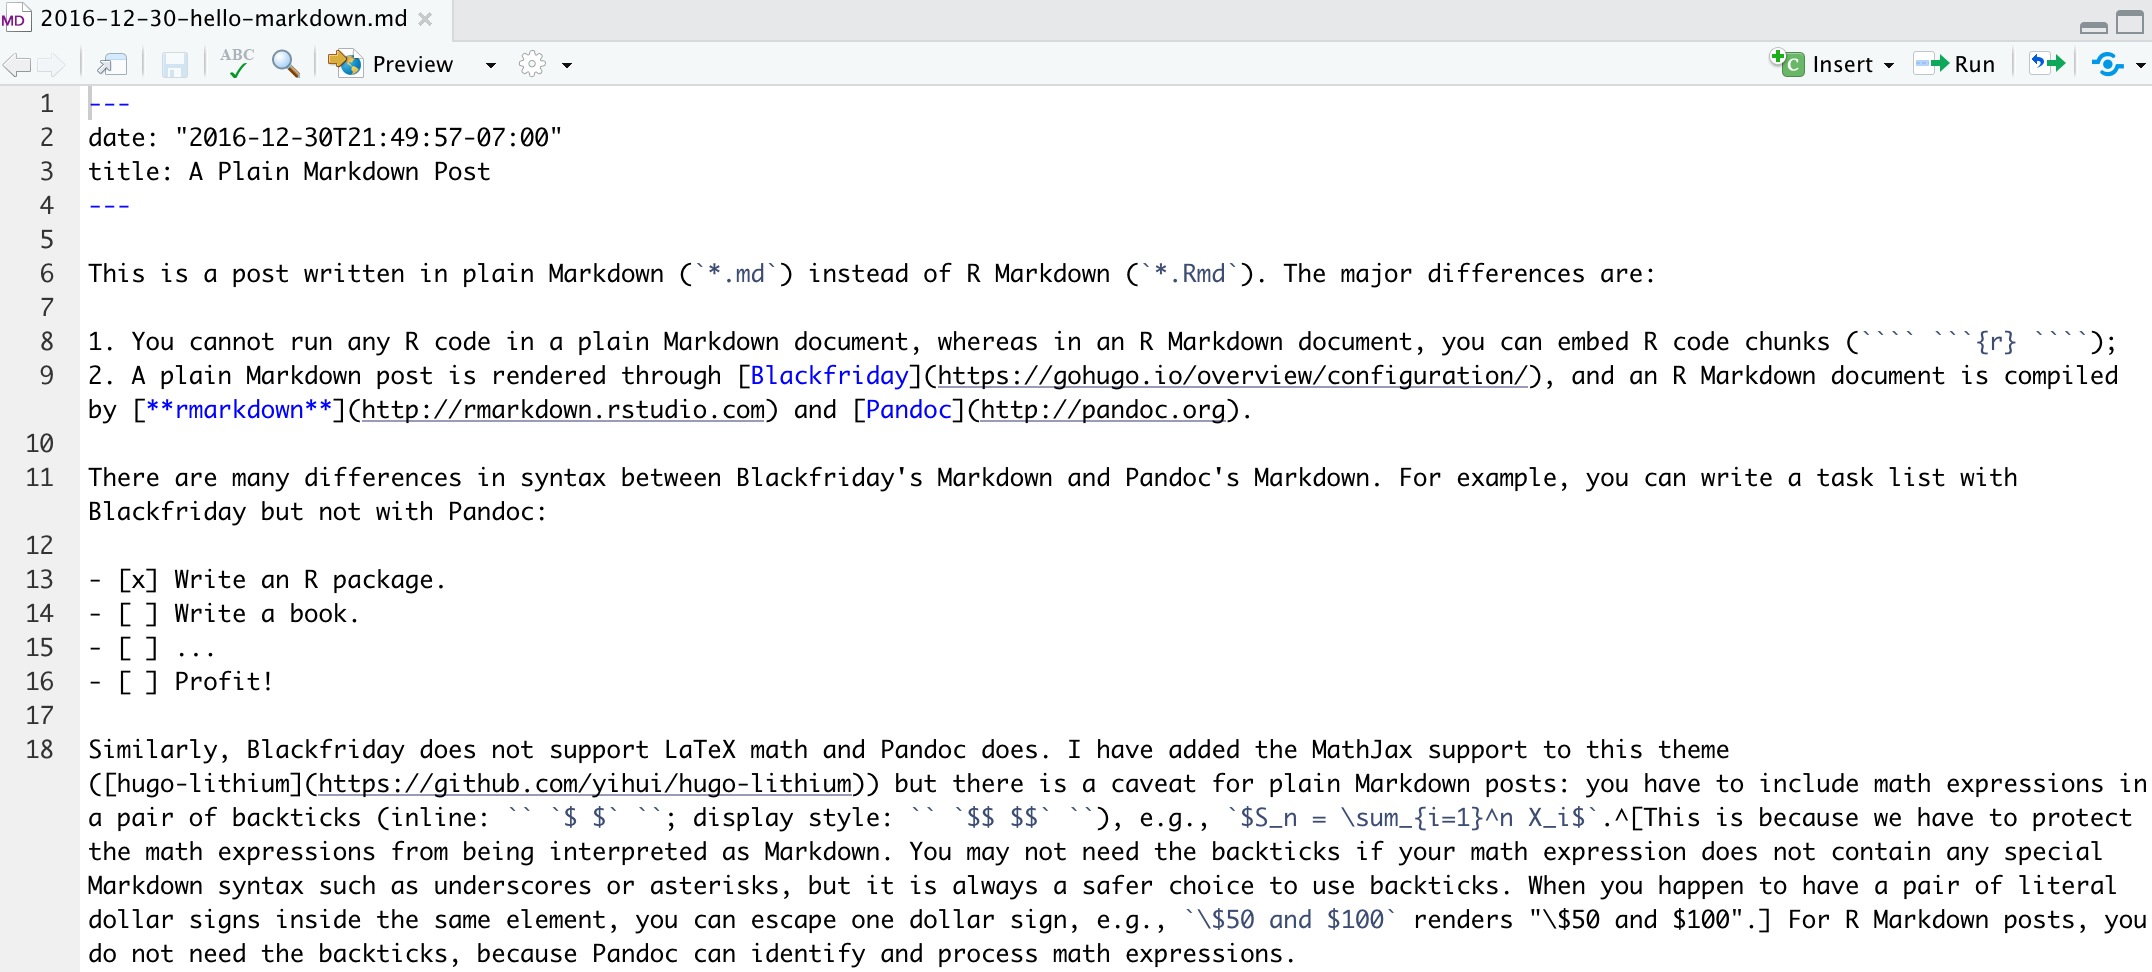 MD 2016-12-30-hello-markdown.md
ABC Preview C Insert Run
1 ---
2 date: "2016-12-30T21:49:57-07:00"
3 title: A Plain Markdown Post
4 ---
5
6 This is a post written in plain Markdown (`*.md`) instead of R Markdown (`*.Rmd`). The major differences are:
7
8 1. You cannot run any R code in a plain Markdown document, whereas in an R Markdown document, you can embed R code chunks (```` ```{r} ````);
9 2. A plain Markdown post is rendered through [Blackfriday](https://gohugo.io/overview/configuration/), and an R Markdown document is compiled
by [**rmarkdown**](http://rmarkdown.rstudio.com) and [Pandoc](http://pandoc.org).
10
11 There are many differences in syntax between Blackfriday's Markdown and Pandoc's Markdown. For example, you can write a task list with
Blackfriday but not with Pandoc:
12
13 - [x] Write an R package.
14 - [ ] Write a book.
15 - [ ] ...
16 - [ ] Profit!
17
18 Similarly, Blackfriday does not support LaTeX math and Pandoc does. I have added the MathJax support to this theme
([hugo-lithium](https://github.com/yihui/hugo-lithium)) but there is a caveat for plain Markdown posts: you have to include math expressions in
a pair of backticks (inline: `` `$ $` ``; display style: `` `$$ $$` ``), e.g., `$S_n = \sum_{i=1}^n X_i$`.^[This is because we have to protect
the math expressions from being interpreted as Markdown. You may not need the backticks if your math expression does not contain any special
Markdown syntax such as underscores or asterisks, but it is always a safer choice to use backticks. When you happen to have a pair of literal
dollar signs inside the same element, you can escape one dollar sign, e.g., `\$50 and $100` renders "\$50 and $100".] For R Markdown posts, you
do not need the backticks, because Pandoc can identify and process math expressions.